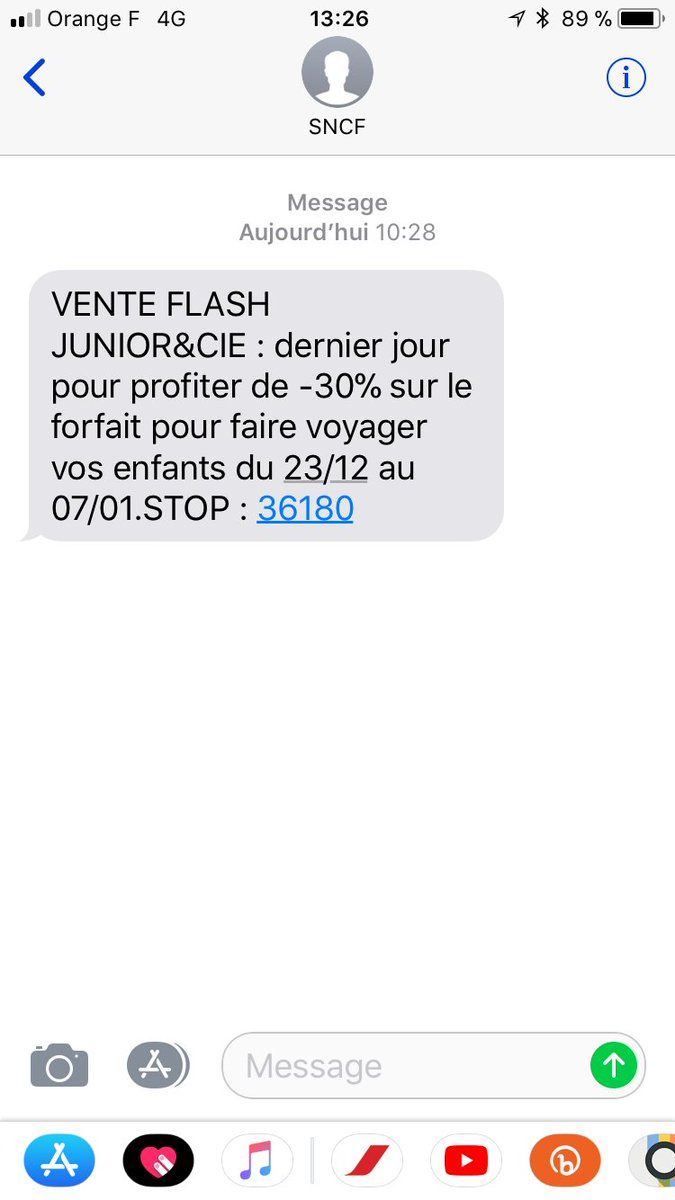 Orange F 4G 13:26 89 %
SNCF
Message
Aujourd’hui 10:28
VENTE FLASH
JUNIOR&CIE : dernier jour
pour profiter de -30% sur le
forfait pour faire voyager
vos enfants du 23/12 au
07/01.STOP : 36180
Message